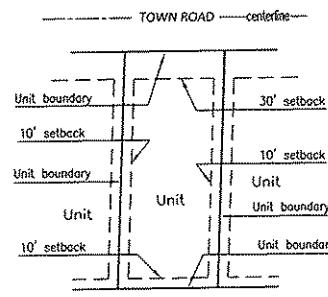 TOWN ROAD centerline
Unit boundary 30' setback
10' setback 10' setback
Unit boundary Unit Unit
Unit Unit boundary
10' setback Unit boundary